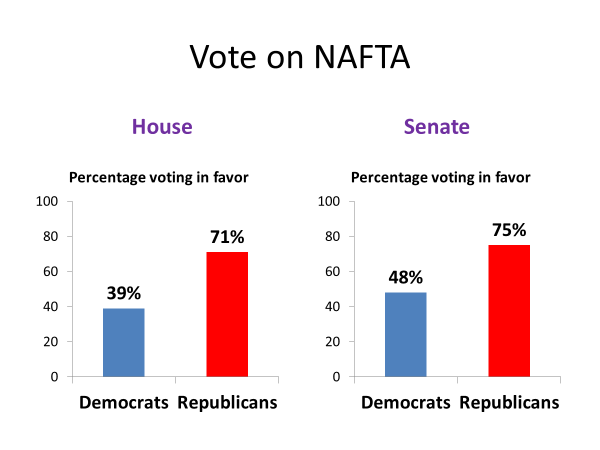 Vote on NAFTA
House
Percentage voting in favor
100
80
60
40
20
0
39%
71%
Democrats Republicans
Senate
Percentage voting in favor
100
80
60
40
20
0
48%
75%
Democrats Republicans